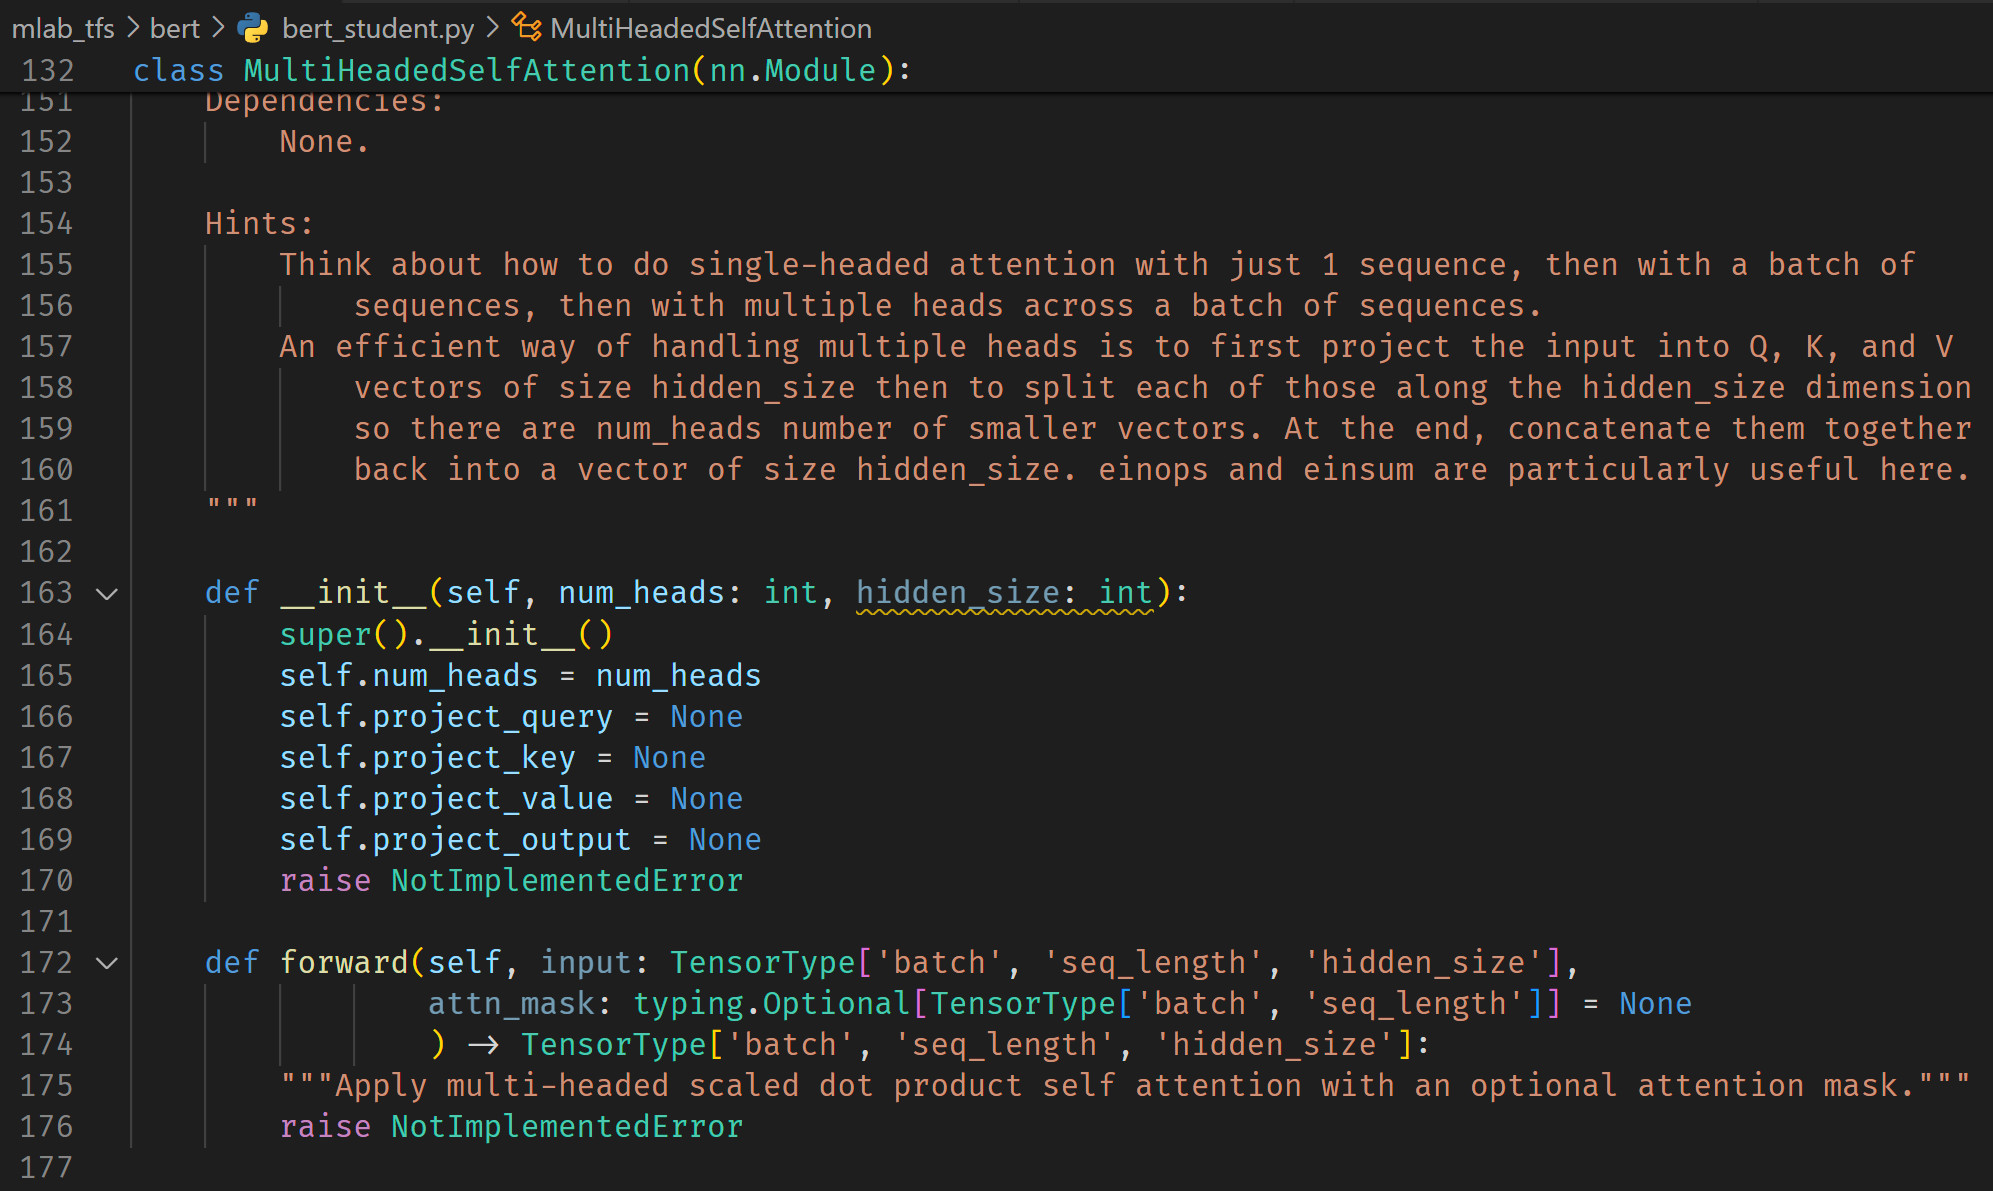 mlab_tfs > bert > bert_student.py > MultiHeadedSelfAttention
132 class MultiHeadedSelfAttention(nn.Module):
151     Dependencies:
152         None.
153
154     Hints:
155         Think about how to do single-headed attention with just 1 sequence, then with a batch of
156             sequences, then with multiple heads across a batch of sequences.
157         An efficient way of handling multiple heads is to first project the input into Q, K, and V
158             vectors of size hidden_size then to split each of those along the hidden_size dimension
159             so there are num_heads number of smaller vectors. At the end, concatenate them together
160             back into a vector of size hidden_size. einops and einsum are particularly useful here.
161     """
162
163     def __init__(self, num_heads: int, hidden_size: int):
164         super().__init__()
165         self.num_heads = num_heads
166         self.project_query = None
167         self.project_key = None
168         self.project_value = None
169         self.project_output = None
170         raise NotImplementedError
171
172     def forward(self, input: TensorType['batch', 'seq_length', 'hidden_size'],
173                 attn_mask: typing.Optional[TensorType['batch', 'seq_length']] = None
174                 ) -> TensorType['batch', 'seq_length', 'hidden_size']:
175         """Apply multi-headed scaled dot product self attention with an optional attention mask."""
176         raise NotImplementedError
177